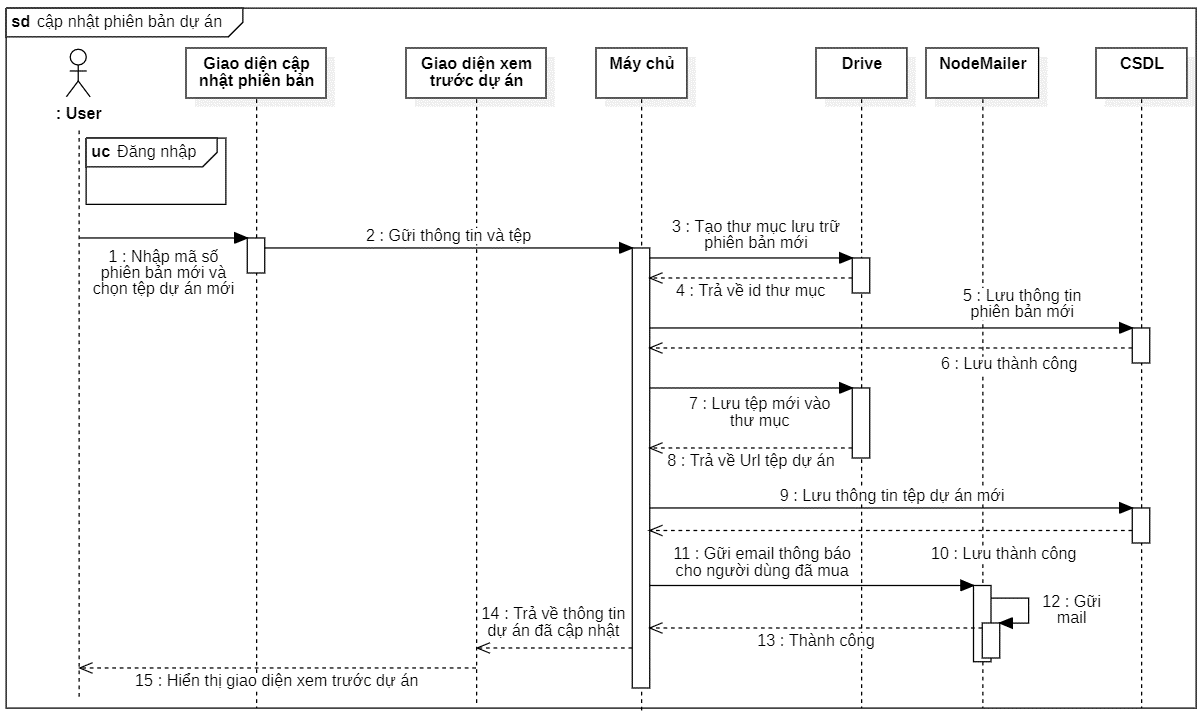 sd cập nhật phiên bản dự án
Giao diện cập
nhật phiên bản
Giao diện xem
trước dự án
Máy chủ
Drive
NodeMailer
CSDL
: User
uc Đăng nhập
1 : Nhập mã số
phiên bản mới và
chọn tệp dự án mới
2 : Gửi thông tin và tệp
3 : Tạo thư mục lưu trữ
phiên bản mới
4 : Trả về id thư mục
5 : Lưu thông tin
phiên bản mới
6 : Lưu thành công
7 : Lưu tệp mới vào
thư mục
8 : Trả về Url tệp dự án
9 : Lưu thông tin tệp dự án mới
10 : Lưu thành công
11 : Gửi email thông báo
cho người dùng đã mua
12 : Gửi
mail
13 : Thành công
14 : Trả về thông tin
dự án đã cập nhật
15 : Hiển thị giao diện xem trước dự án